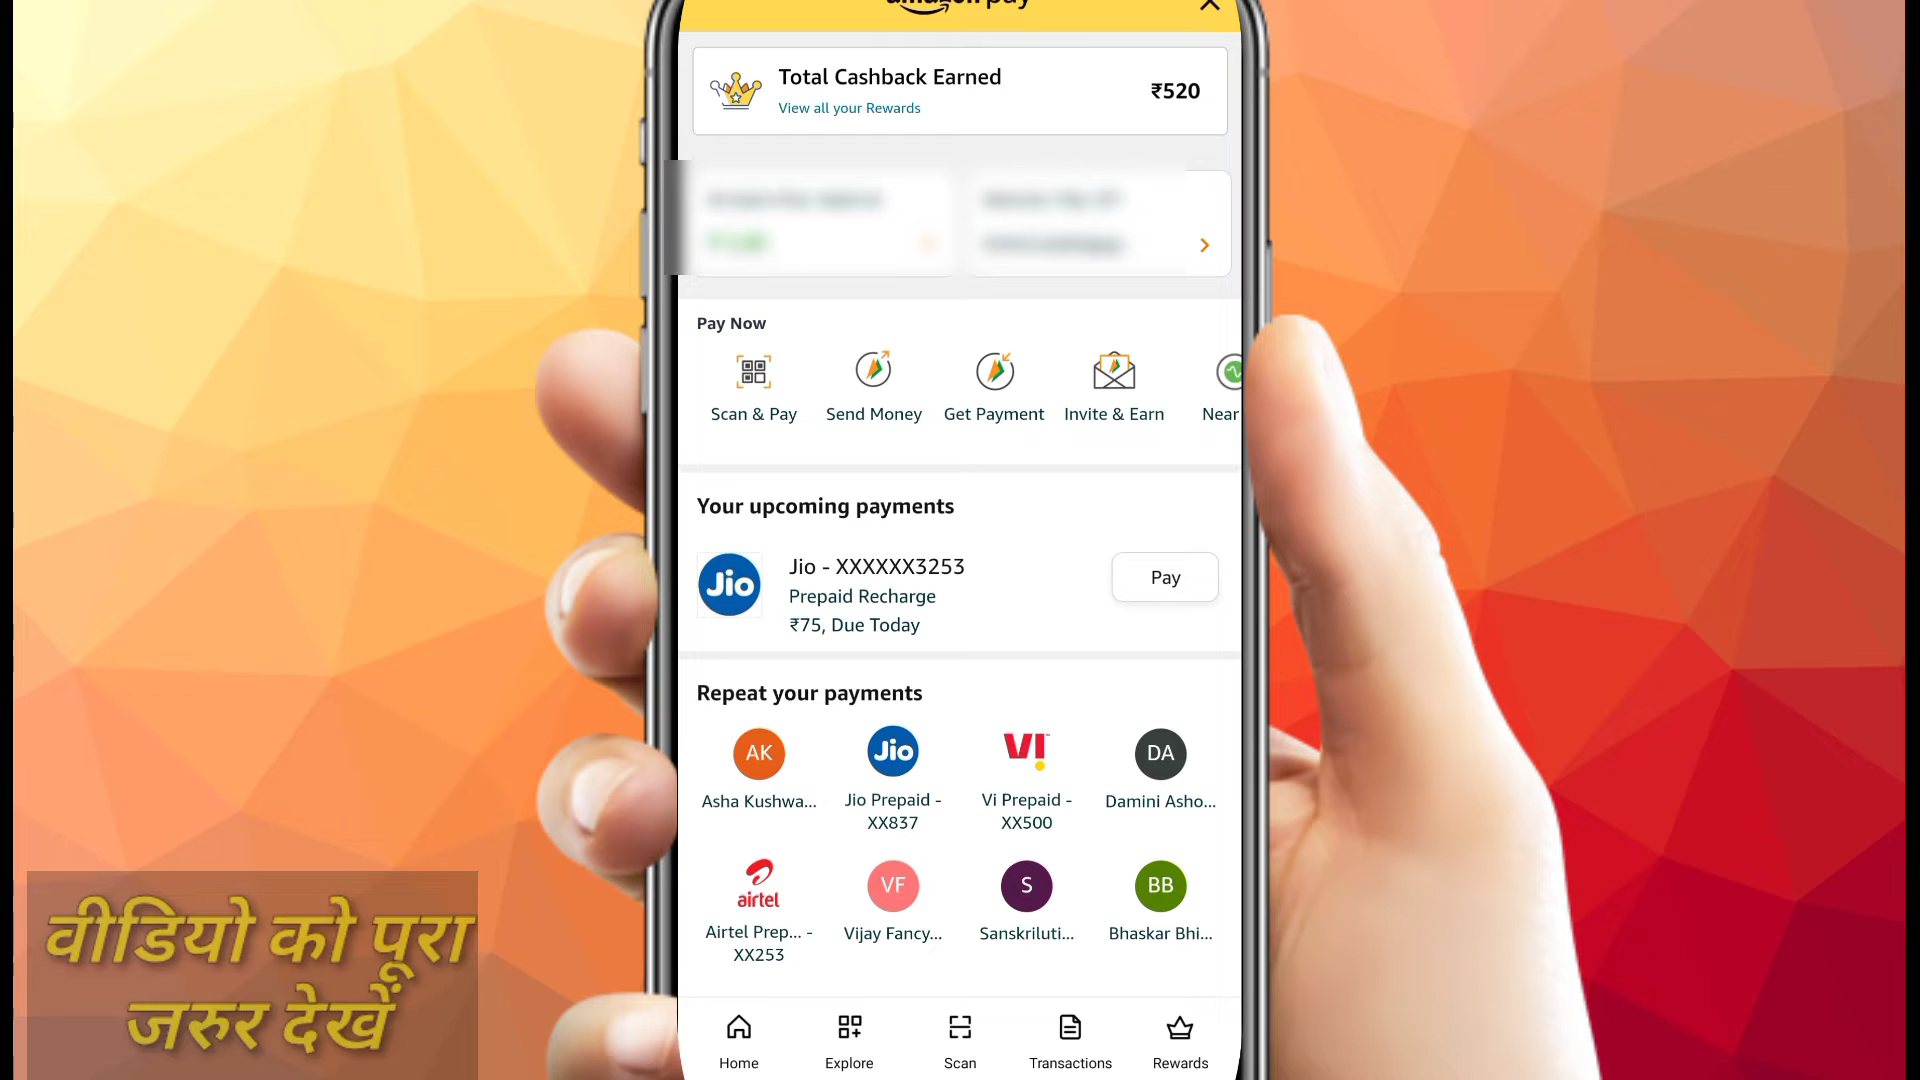 amazon pay
Total Cashback Earned
₹520
View all your Rewards
Pay Now
Scan & Pay
Send Money
Get Payment
Invite & Earn
Near
Your upcoming payments
Jio
Jio - XXXXXX3253
Prepaid Recharge
₹75, Due Today
Pay
Repeat your payments
AK
Jio
VI
DA
Asha Kushwa...
Jio Prepaid -
XX837
Vi Prepaid -
XX500
Damini Asho...
airtel
VF
S
BB
Airtel Prep... -
XX253
Vijay Fancy...
Sanskriluti...
Bhaskar Bhi...
Home
Explore
Scan
Transactions
Rewards
वीडियो को पूरा
जरुर देखें